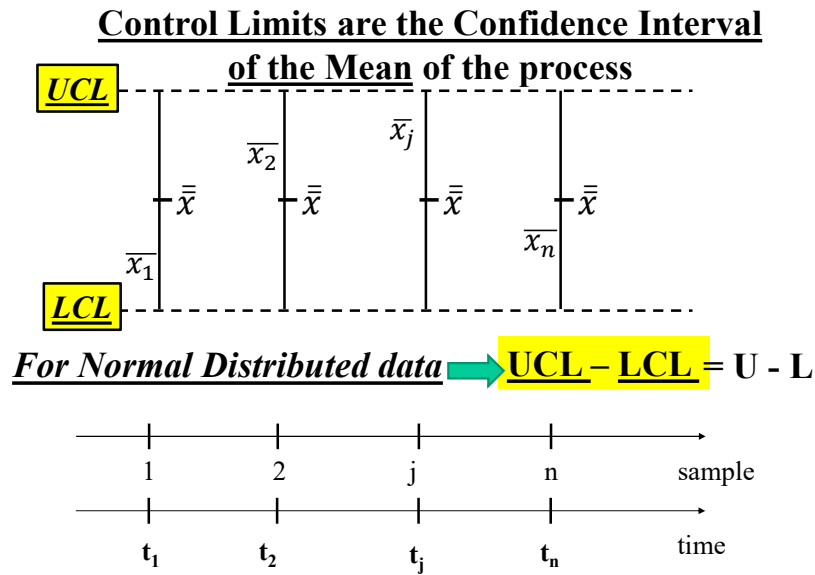 Control Limits are the Confidence Interval
of the Mean of the process
UCL
x̅₁ x̿ x̅₂ x̿ x̅ⱼ x̿ x̅ₙ x̿
LCL
For Normal Distributed data UCL – LCL = U - L
1 2 j n sample
t₁ t₂ tⱼ tₙ time